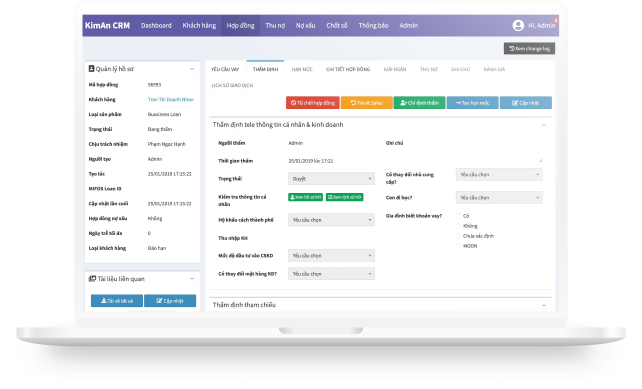 KimAn CRM Dashboard Khách hàng Hợp đồng Thu nợ Nợ xấu Chốt số Thông báo Admin Hi, Admin
Xem change log
Quản lý hồ sơ
Mã hợp đồng 58993
Khách hàng Tran Thi Doanh Nhan
Loại sản phẩm Bussiness Loan
Trạng thái Đang thẩm
Chịu trách nhiệm Phạm Ngọc Hạnh
Người tạo Admin
Tạo lúc 25/01/2019 17:15:22
MIFOS Loan ID
Cập nhật lần cuối 25/01/2019 17:15:22
Hợp đồng nợ xấu Không
Ngày trễ tối đa 0
Loại khách hàng Đáo hạn
Tài liệu liên quan
Tải về tất cả Cập nhật
YÊU CẦU VAY THẨM ĐỊNH HẠN MỨC CHI TIẾT HỢP ĐỒNG GIẢI NGÂN THU NỢ GHI CHÚ ĐÁNH GIÁ
LỊCH SỬ GIAO DỊCH
Từ chối hợp đồng Trả về Sales Chỉ định thẩm Tạo hạn mức Cập nhật
Thẩm định tele thông tin cá nhân & kinh doanh
Người thẩm Admin
Thời gian thẩm 25/01/2019 lúc 17:21
Trạng thái Duyệt
Kiểm tra thông tin cá nhân Xem hồ sơ KH Xem lịch sử HĐ
Hộ khẩu cách thành phố Yêu cầu chọn
Thu nhập KH
Mức độ đầu tư vào CSKD Yêu cầu chọn
Có thay đổi mặt hàng KD? Yêu cầu chọn
Ghi chú
Có thay đổi nhà cung cấp? Yêu cầu chọn
Con đi học? Yêu cầu chọn
Gia đình biết khoản vay? Có
Không
Chưa xác định
MOON
Thẩm định tham chiếu